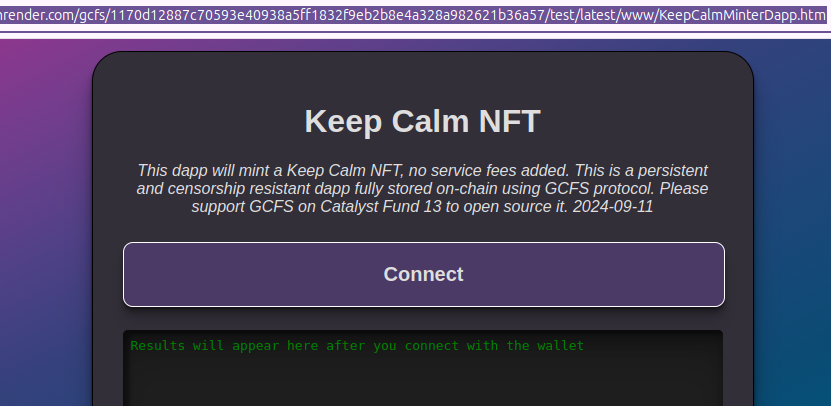 nrender.com/gcfs/1170d12887c70593e40938a5ff1832f9eb2b8e4a328a982621b36a57/test/latest/www/KeepCalmMinterDapp.htm
Keep Calm NFT
This dapp will mint a Keep Calm NFT, no service fees added. This is a persistent
and censorship resistant dapp fully stored on-chain using GCFS protocol. Please
support GCFS on Catalyst Fund 13 to open source it. 2024-09-11
Connect
Results will appear here after you connect with the wallet